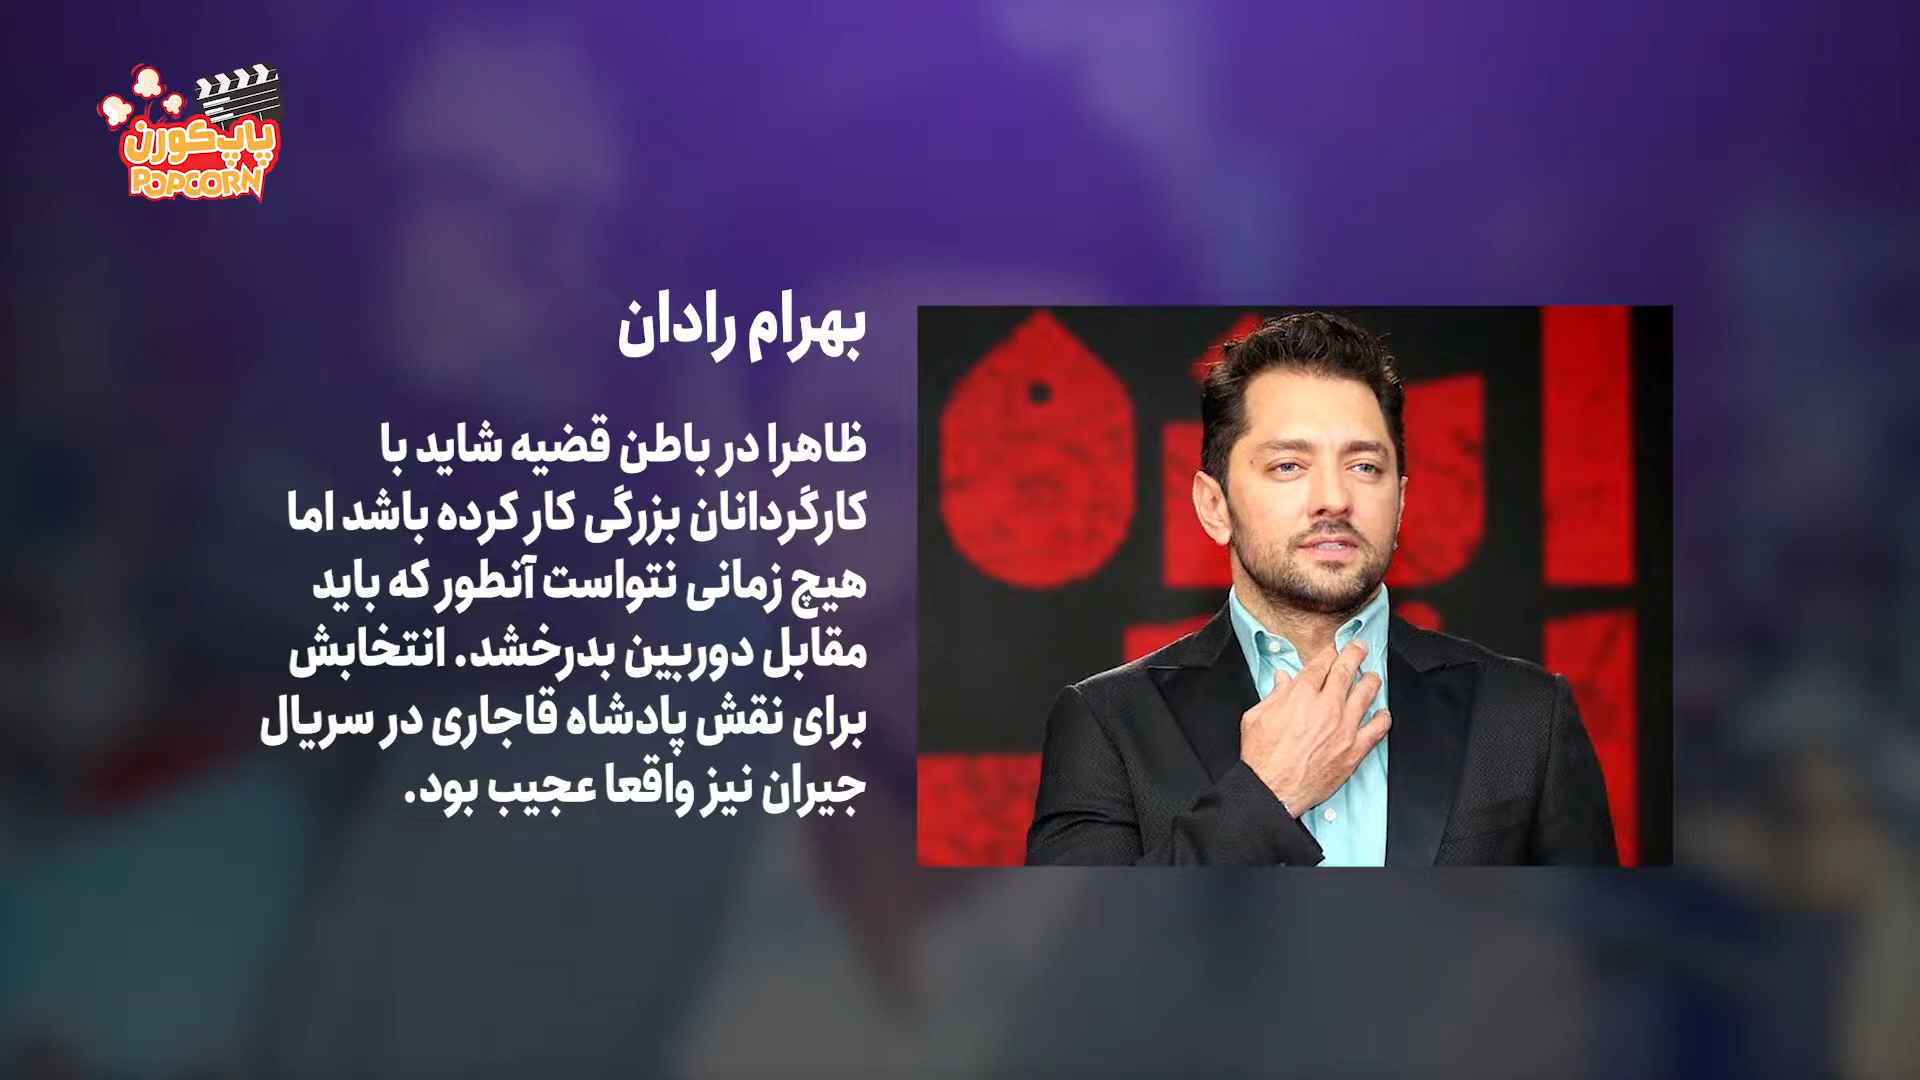 پاپ‌کورن
POPCORN
بهرام رادان
ظاهرا در باطن قضیه شاید با
کارگردانان بزرگی کار کرده باشد اما
هیچ زمانی نتواست آنطور که باید
مقابل دوربین بدرخشد. انتخابش
برای نقش پادشاه قاجاری در سریال
جیران نیز واقعا عجیب بود.